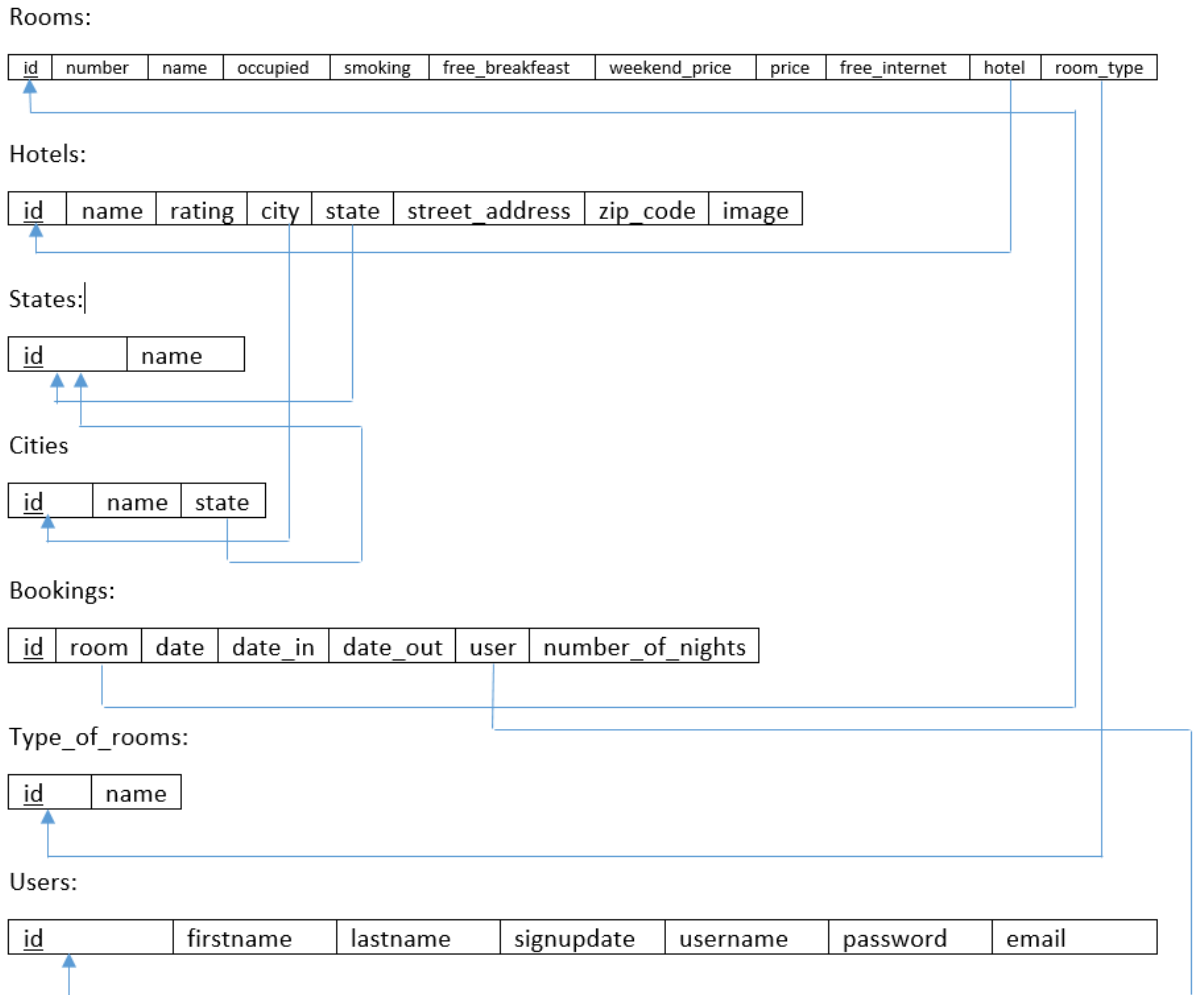 Rooms:
id number name occupied smoking free_breakfeast weekend_price price free_internet hotel room_type
Hotels:
id name rating city state street_address zip_code image
States:
id name
Cities
id name state
Bookings:
id room date date_in date_out user number_of_nights
Type_of_rooms:
id name
Users:
id firstname lastname signupdate username password email